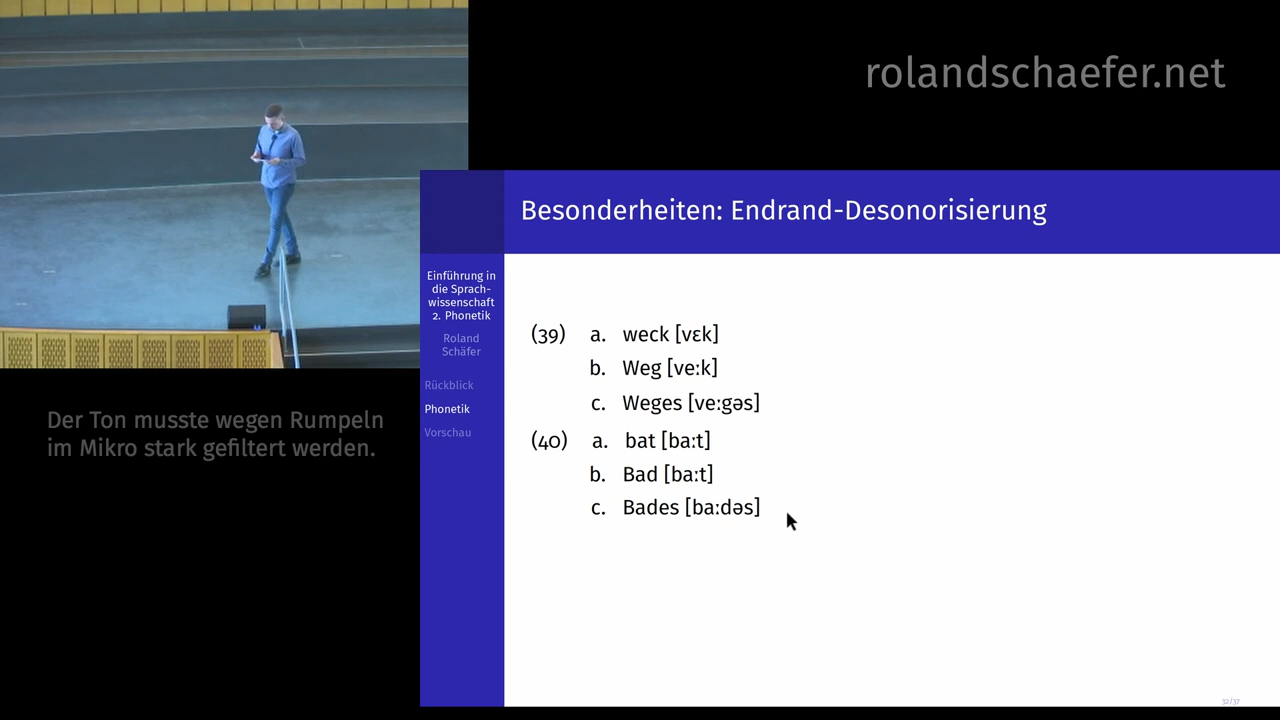 rolandschaefer.net
Besonderheiten: Endrand-Desonorisierung
Einführung in
die Sprach-
wissenschaft
2. Phonetik
Roland
Schäfer
Rückblick
Phonetik
Vorschau
(39) a. weck [vɛk]
b. Weg [veːk]
c. Weges [veːgəs]
(40) a. bat [baːt]
b. Bad [baːt]
c. Bades [baːdəs]
Der Ton musste wegen Rumpeln
im Mikro stark gefiltert werden.
32/37